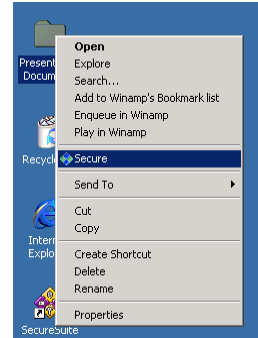 Present
Docum
Recycle
Intern
Explo
SecureSuite
Open
Explore
Search...
Add to Winamp's Bookmark list
Enqueue in Winamp
Play in Winamp
Secure
Send To
Cut
Copy
Create Shortcut
Delete
Rename
Properties